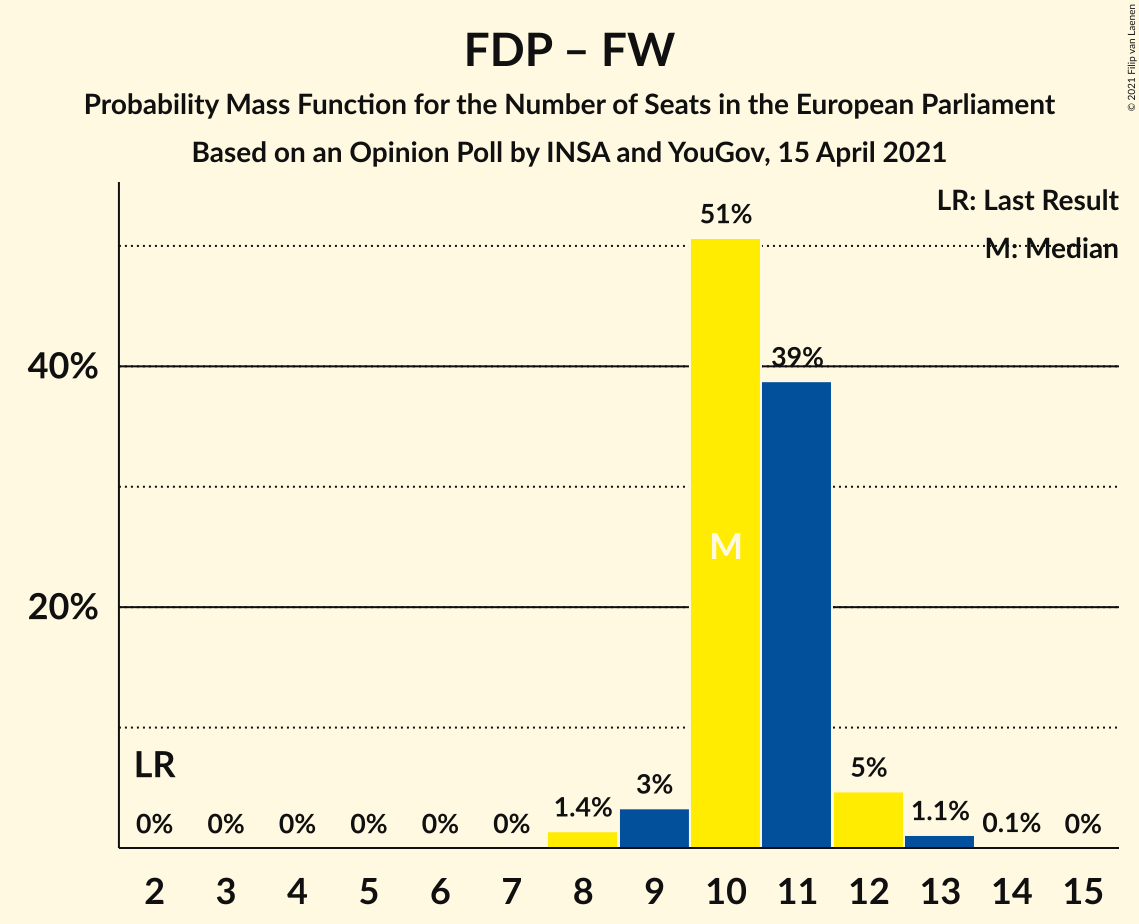 FDP – FW
Probability Mass Function for the Number of Seats in the European Parliament
Based on an Opinion Poll by INSA and YouGov, 15 April 2021
© 2021 Filip van Laenen
LR: Last Result
M: Median
51%
39%
40%
M
20%
LR
0% 0% 0% 0% 0% 0% 1.4% 3% 5% 1.1% 0.1% 0%
2 3 4 5 6 7 8 9 10 11 12 13 14 15